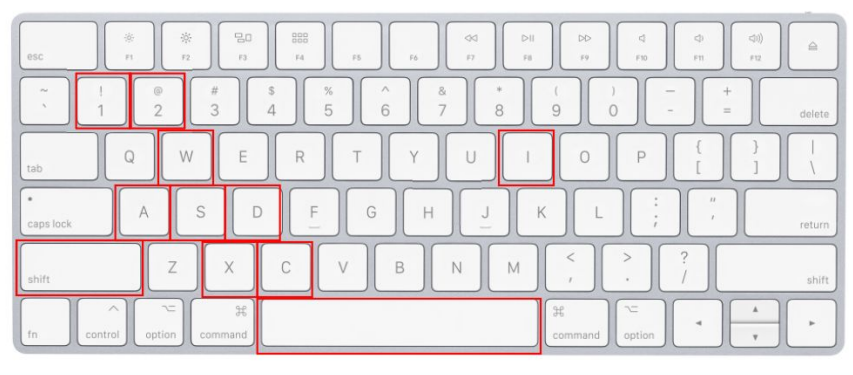 esc F1 F2 F3 F4 F5 F6 F7 F8 F9 F10 F11 F12
~ ! @ # $ % ^ & * ( ) — +
` 1 2 3 4 5 6 7 8 9 0 - = delete
tab Q W E R T Y U I O P { [ } ] | \
caps lock A S D F G H J K L : ; " ' return
shift Z X C V B N M < , > . ? / shift
fn control option command command option